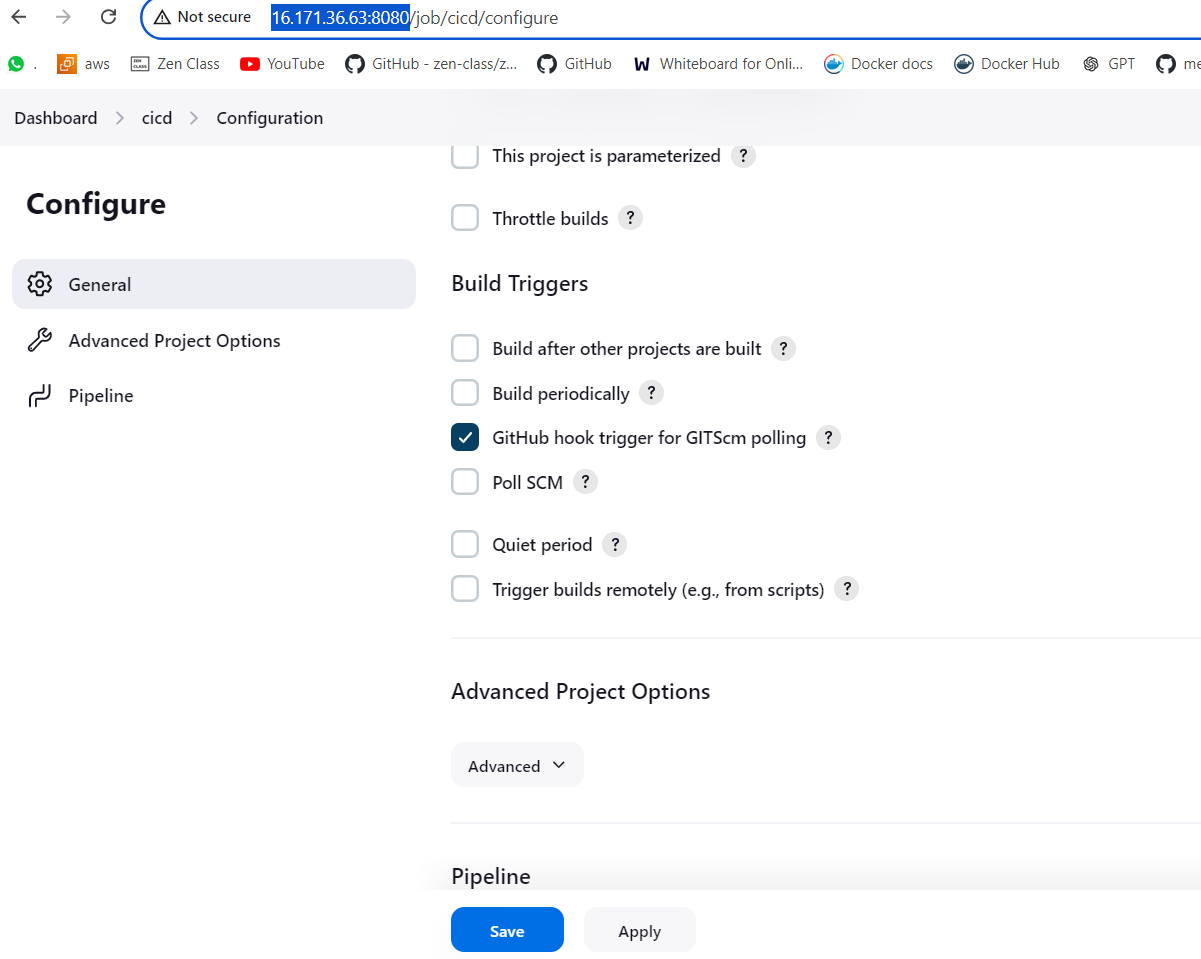 Not secure 16.171.36.63:8080/job/cicd/configure
. aws ZEN CLASS Zen Class YouTube GitHub - zen-class/z... GitHub W Whiteboard for Onli... Docker docs Docker Hub GPT me
Dashboard > cicd > Configuration
This project is parameterized ?
Configure
Throttle builds ?
General
Build Triggers
Advanced Project Options
Build after other projects are built ?
Pipeline
Build periodically ?
GitHub hook trigger for GITScm polling ?
Poll SCM ?
Quiet period ?
Trigger builds remotely (e.g., from scripts) ?
Advanced Project Options
Advanced
Pipeline
Save Apply